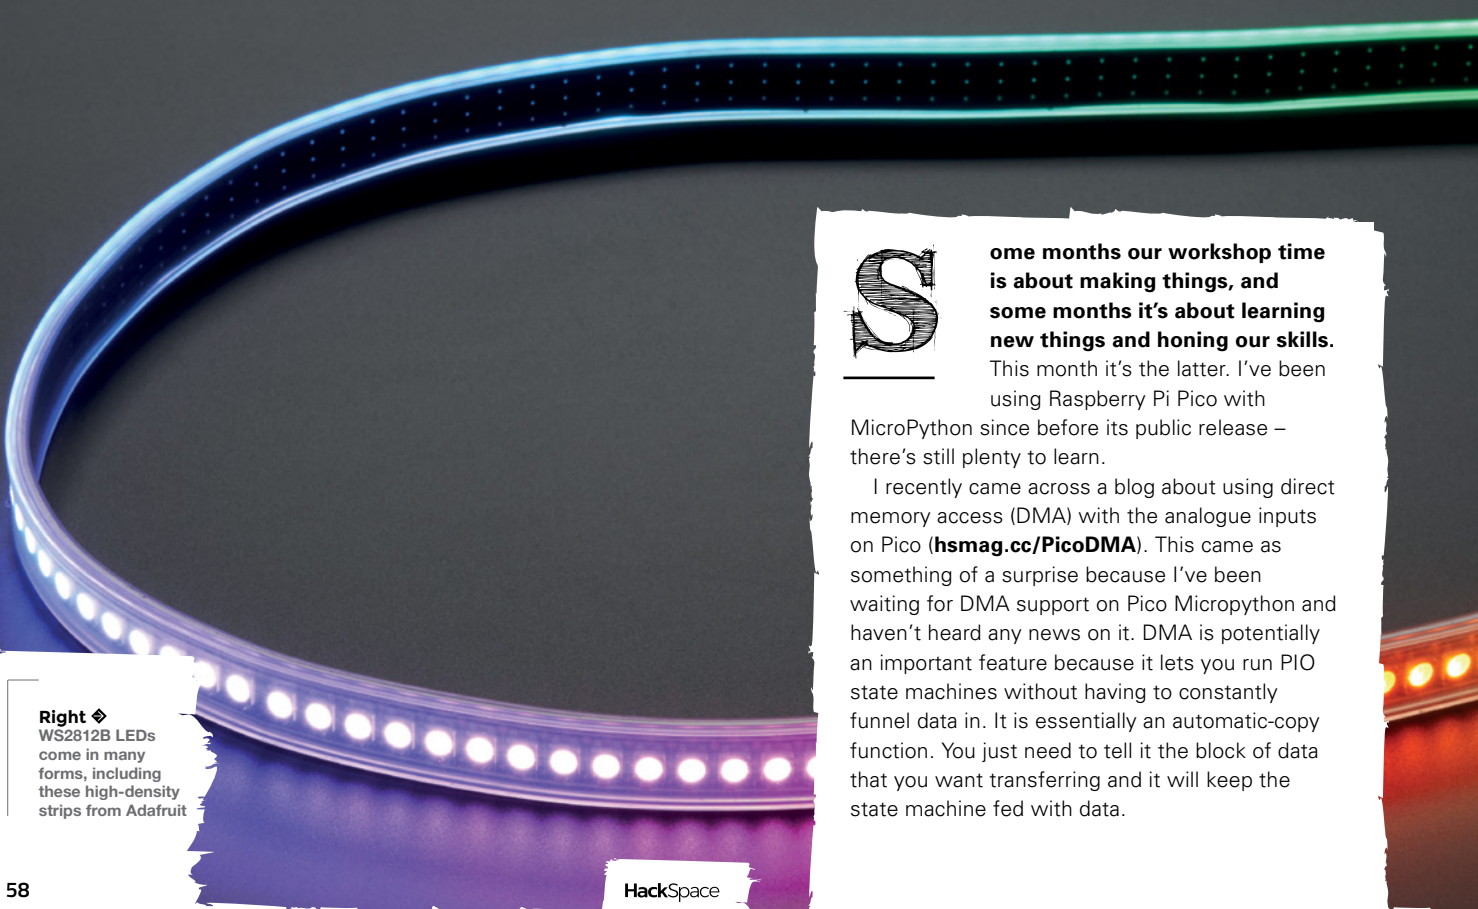 Some months our workshop time
is about making things, and
some months it’s about learning
new things and honing our skills.
This month it’s the latter. I’ve been
using Raspberry Pi Pico with
MicroPython since before its public release –
there’s still plenty to learn.
I recently came across a blog about using direct
memory access (DMA) with the analogue inputs
on Pico (hsmag.cc/PicoDMA). This came as
something of a surprise because I’ve been
waiting for DMA support on Pico Micropython and
haven’t heard any news on it. DMA is potentially
an important feature because it lets you run PIO
state machines without having to constantly
funnel data in. It is essentially an automatic-copy
function. You just need to tell it the block of data
that you want transferring and it will keep the
state machine fed with data.
Right
WS2812B LEDs
come in many
forms, including
these high-density
strips from Adafruit
58
HackSpace